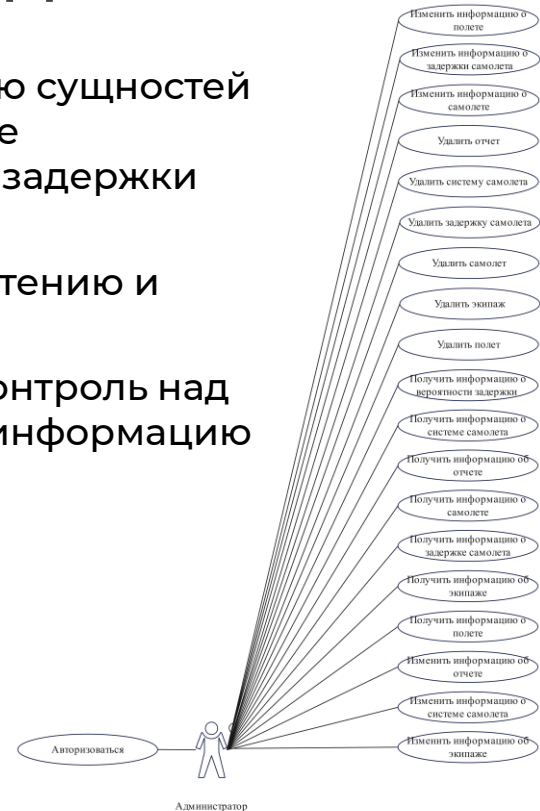 ю сущностей
е
задержки
тению и
онтроль над
информацию
Изменить информацию о
полете
Изменить информацию о
задержки самолета
Изменить информацию о
самолете
Удалить отчет
Удалить систему самолета
Удалить задержку самолета
Удалить самолет
Удалить экипаж
Удалить полет
Получить информацию о
вероятности задержки
Получить информацию о
системе самолета
Получить информацию об
отчете
Получить информацию о
самолете
Получить информацию о
задержке самолета
Получить информацию об
экипаже
Получить информацию о
полете
Изменить информацию об
отчете
Изменить информацию о
системе самолета
Изменить информацию об
экипаже
Авторизоваться
Администратор